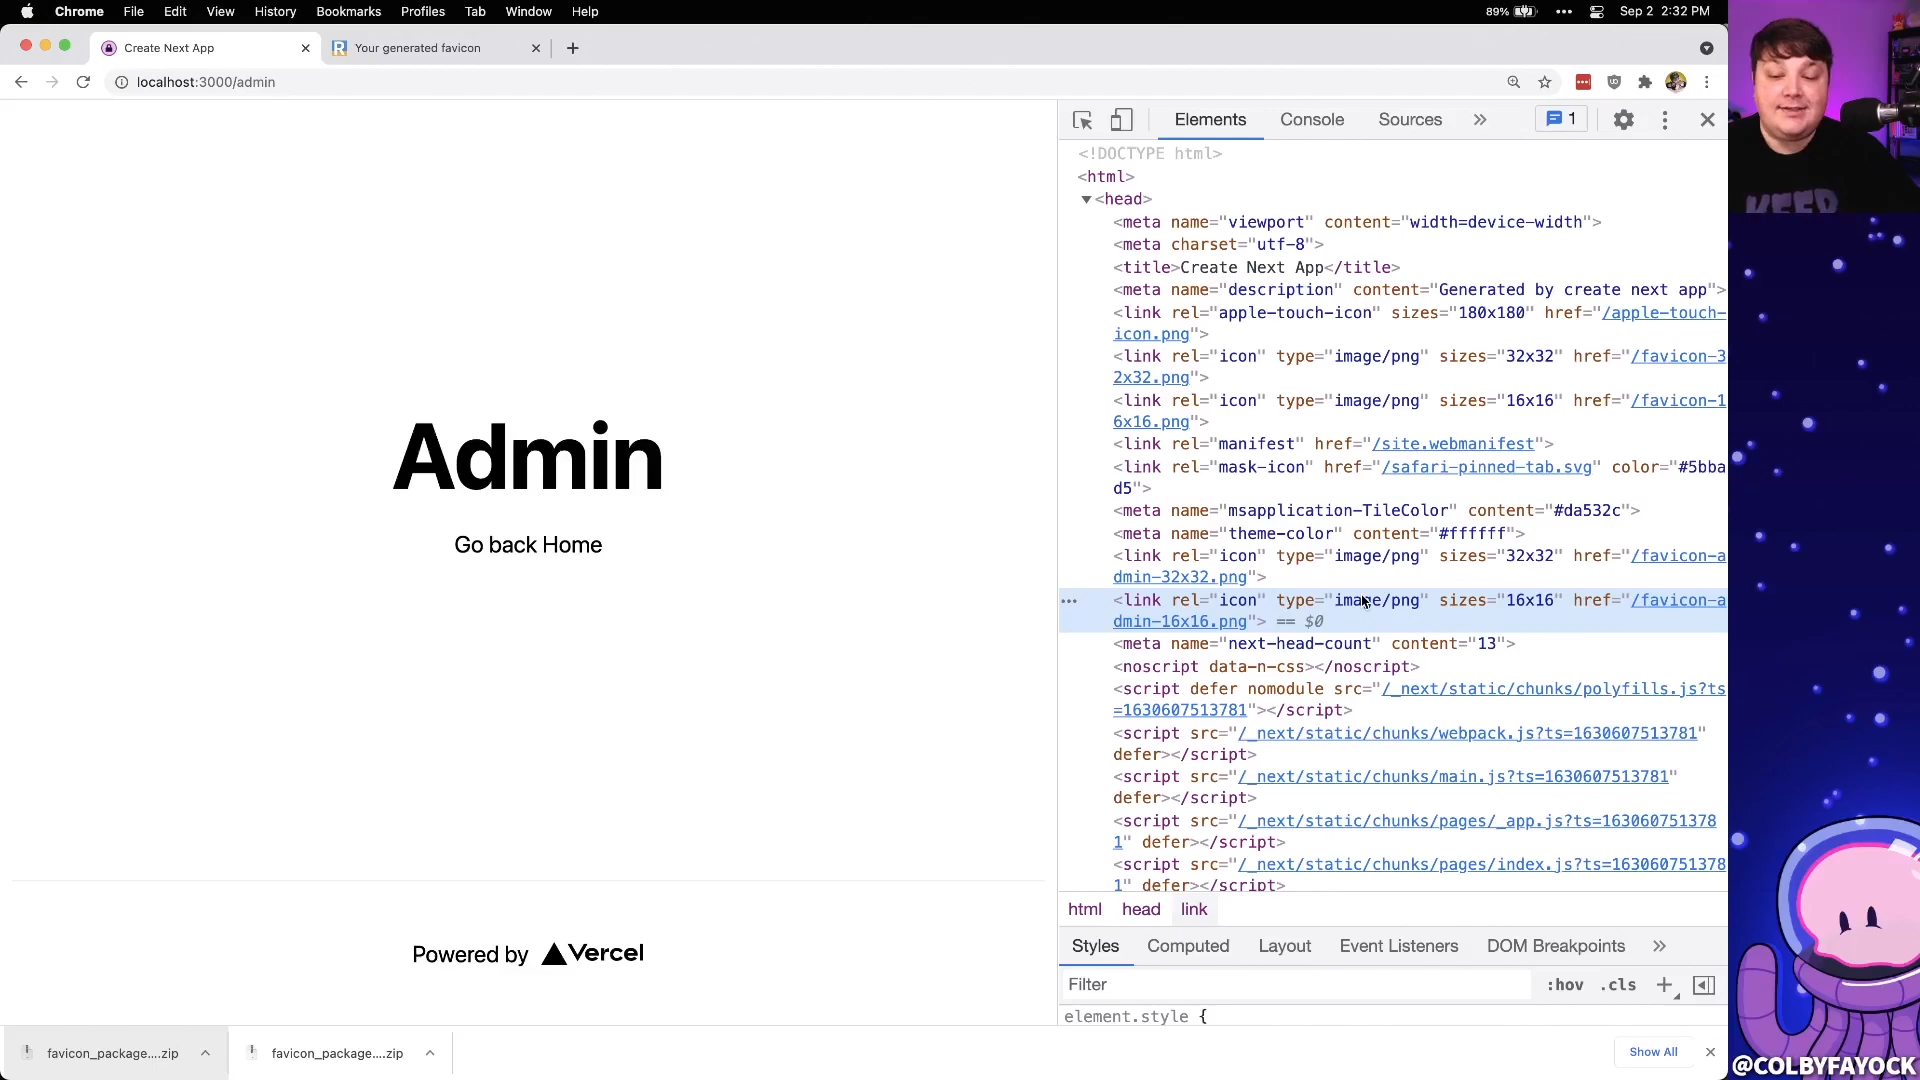 Chrome File Edit View History Bookmarks Profiles Tab Window Help 89% Sep 2 2:32 PM
Create Next App Your generated favicon
localhost:3000/admin
Elements Console Sources 1
<!DOCTYPE html>
<html>
<head>
<meta name="viewport" content="width=device-width">
<meta charset="utf-8">
<title>Create Next App</title>
<meta name="description" content="Generated by create next app">
<link rel="apple-touch-icon" sizes="180x180" href="/apple-touch-
icon.png">
<link rel="icon" type="image/png" sizes="32x32" href="/favicon-3
2x32.png">
<link rel="icon" type="image/png" sizes="16x16" href="/favicon-1
6x16.png">
<link rel="manifest" href="/site.webmanifest">
<link rel="mask-icon" href="/safari-pinned-tab.svg" color="#5bba
d5">
<meta name="msapplication-TileColor" content="#da532c">
<meta name="theme-color" content="#ffffff">
<link rel="icon" type="image/png" sizes="32x32" href="/favicon-a
dmin-32x32.png">
<link rel="icon" type="image/png" sizes="16x16" href="/favicon-a
dmin-16x16.png"> == $0
<meta name="next-head-count" content="13">
<noscript data-n-css></noscript>
<script defer nomodule src="/_next/static/chunks/polyfills.js?ts
=1630607513781"></script>
<script src="/_next/static/chunks/webpack.js?ts=1630607513781"
defer></script>
<script src="/_next/static/chunks/main.js?ts=1630607513781"
defer></script>
<script src="/_next/static/chunks/pages/_app.js?ts=163060751378
1" defer></script>
<script src="/_next/static/chunks/pages/index.js?ts=163060751378
1" defer></script>
html head link
Styles Computed Layout Event Listeners DOM Breakpoints
Filter :hov .cls
element.style {
Admin
Go back Home
Powered by Vercel
favicon_package....zip favicon_package....zip Show All
KEEP
@COLBYFAYOCK